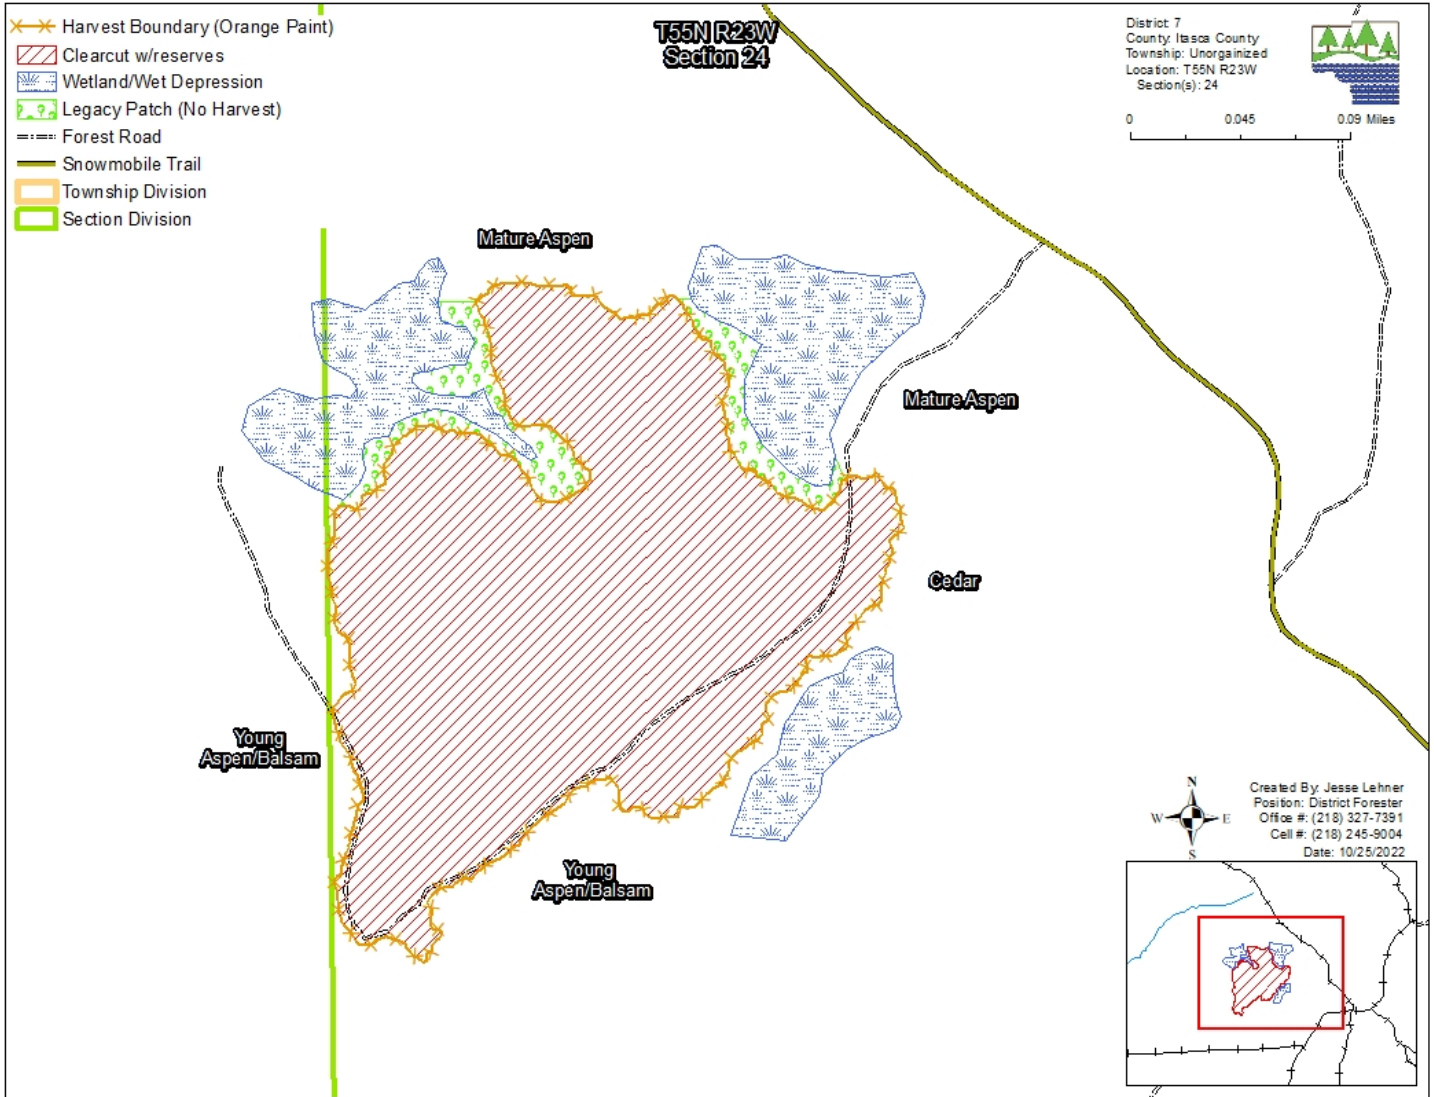 Harvest Boundary (Orange Paint)
Clearcut w/reserves
Wetland/Wet Depression
Legacy Patch (No Harvest)
Forest Road
Snowmobile Trail
Township Division
Section Division
T55N R23W
Section 24
District: 7
County: Itasca County
Township: Unorgainized
Location: T55N R23W
Section(s): 24
0 0.045 0.09 Miles
Mature Aspen
Mature Aspen
Cedar
Young
Aspen/Balsam
Young
Aspen/Balsam
N
W E
S
Created By: Jesse Lehner
Position: District Forester
Office #: (218) 327-7391
Cell #: (218) 245-9004
Date: 10/25/2022